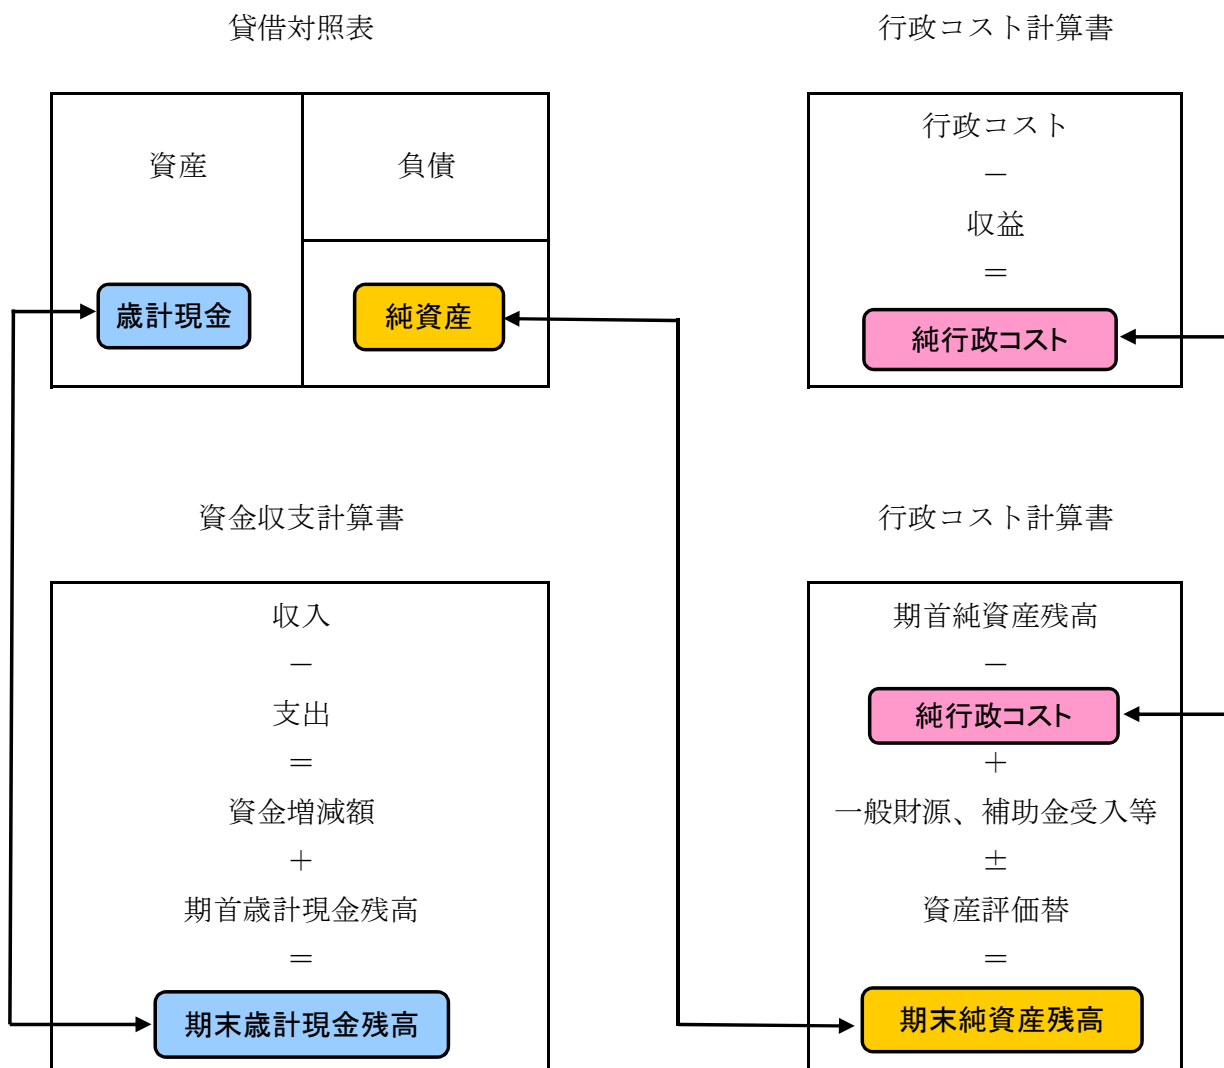 貸借対照表
資産
負債
歳計現金
純資産
行政コスト計算書
行政コスト
－
収益
＝
純行政コスト
資金収支計算書
収入
－
支出
＝
資金増減額
＋
期首歳計現金残高
＝
期末歳計現金残高
行政コスト計算書
期首純資産残高
－
純行政コスト
＋
一般財源、補助金受入等
±
資産評価替
＝
期末純資産残高